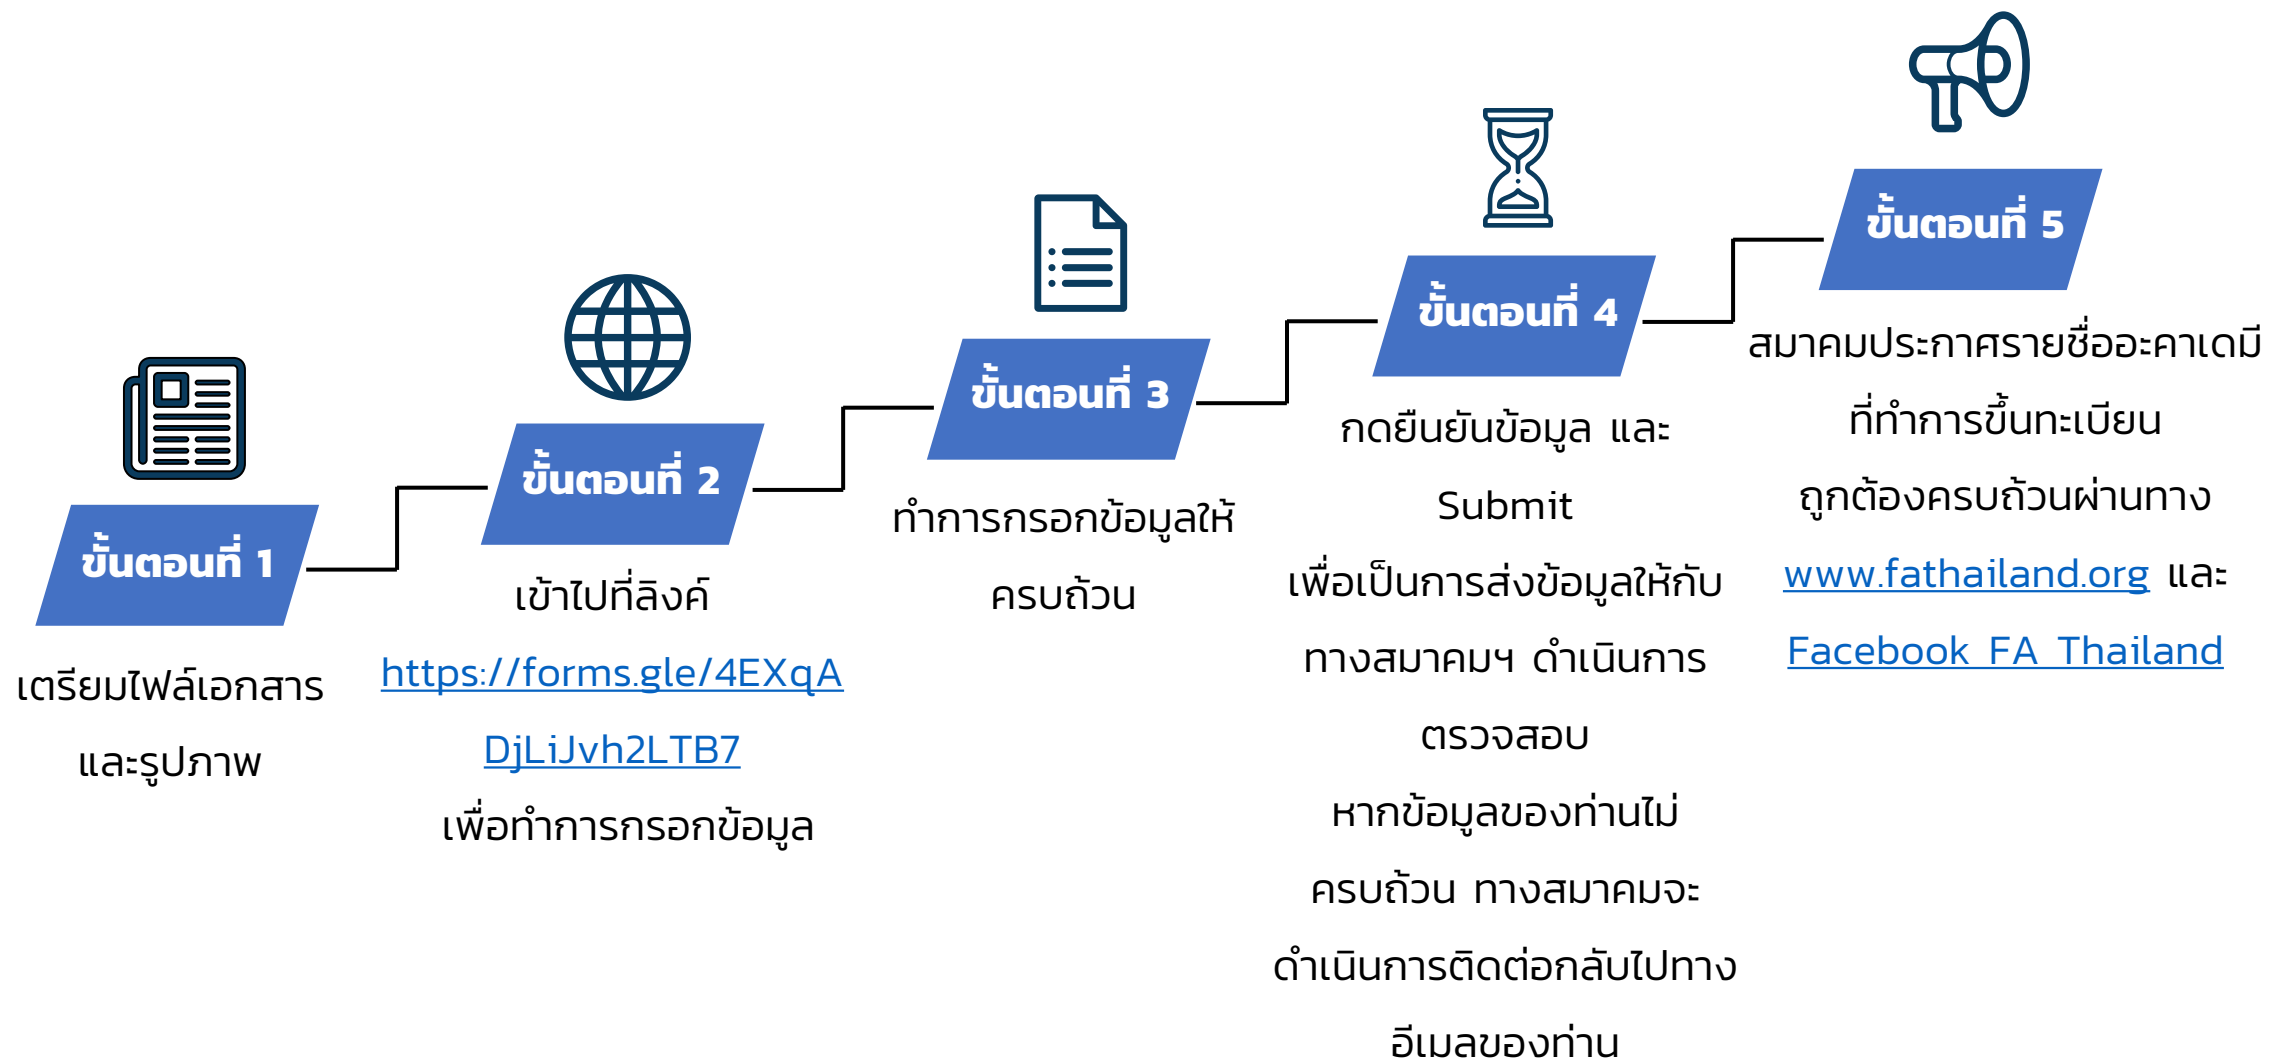 ขั้นตอนที่ 1
เตรียมไฟล์เอกสาร
และรูปภาพ
ขั้นตอนที่ 2
เข้าไปที่ลิงค์
https://forms.gle/4EXqA
DjLiJvh2LTB7
เพื่อทำการกรอกข้อมูล
ขั้นตอนที่ 3
ทำการกรอกข้อมูลให้
ครบถ้วน
ขั้นตอนที่ 4
กดยืนยันข้อมูล และ
Submit
เพื่อเป็นการส่งข้อมูลให้กับ
ทางสมาคมฯ ดำเนินการ
ตรวจสอบ
หากข้อมูลของท่านไม่
ครบถ้วน ทางสมาคมจะ
ดำเนินการติดต่อกลับไปทาง
อีเมลของท่าน
ขั้นตอนที่ 5
สมาคมประกาศรายชื่ออะคาเดมี
ที่ทำการขึ้นทะเบียน
ถูกต้องครบถ้วนผ่านทาง
www.fathailand.org และ
Facebook FA Thailand